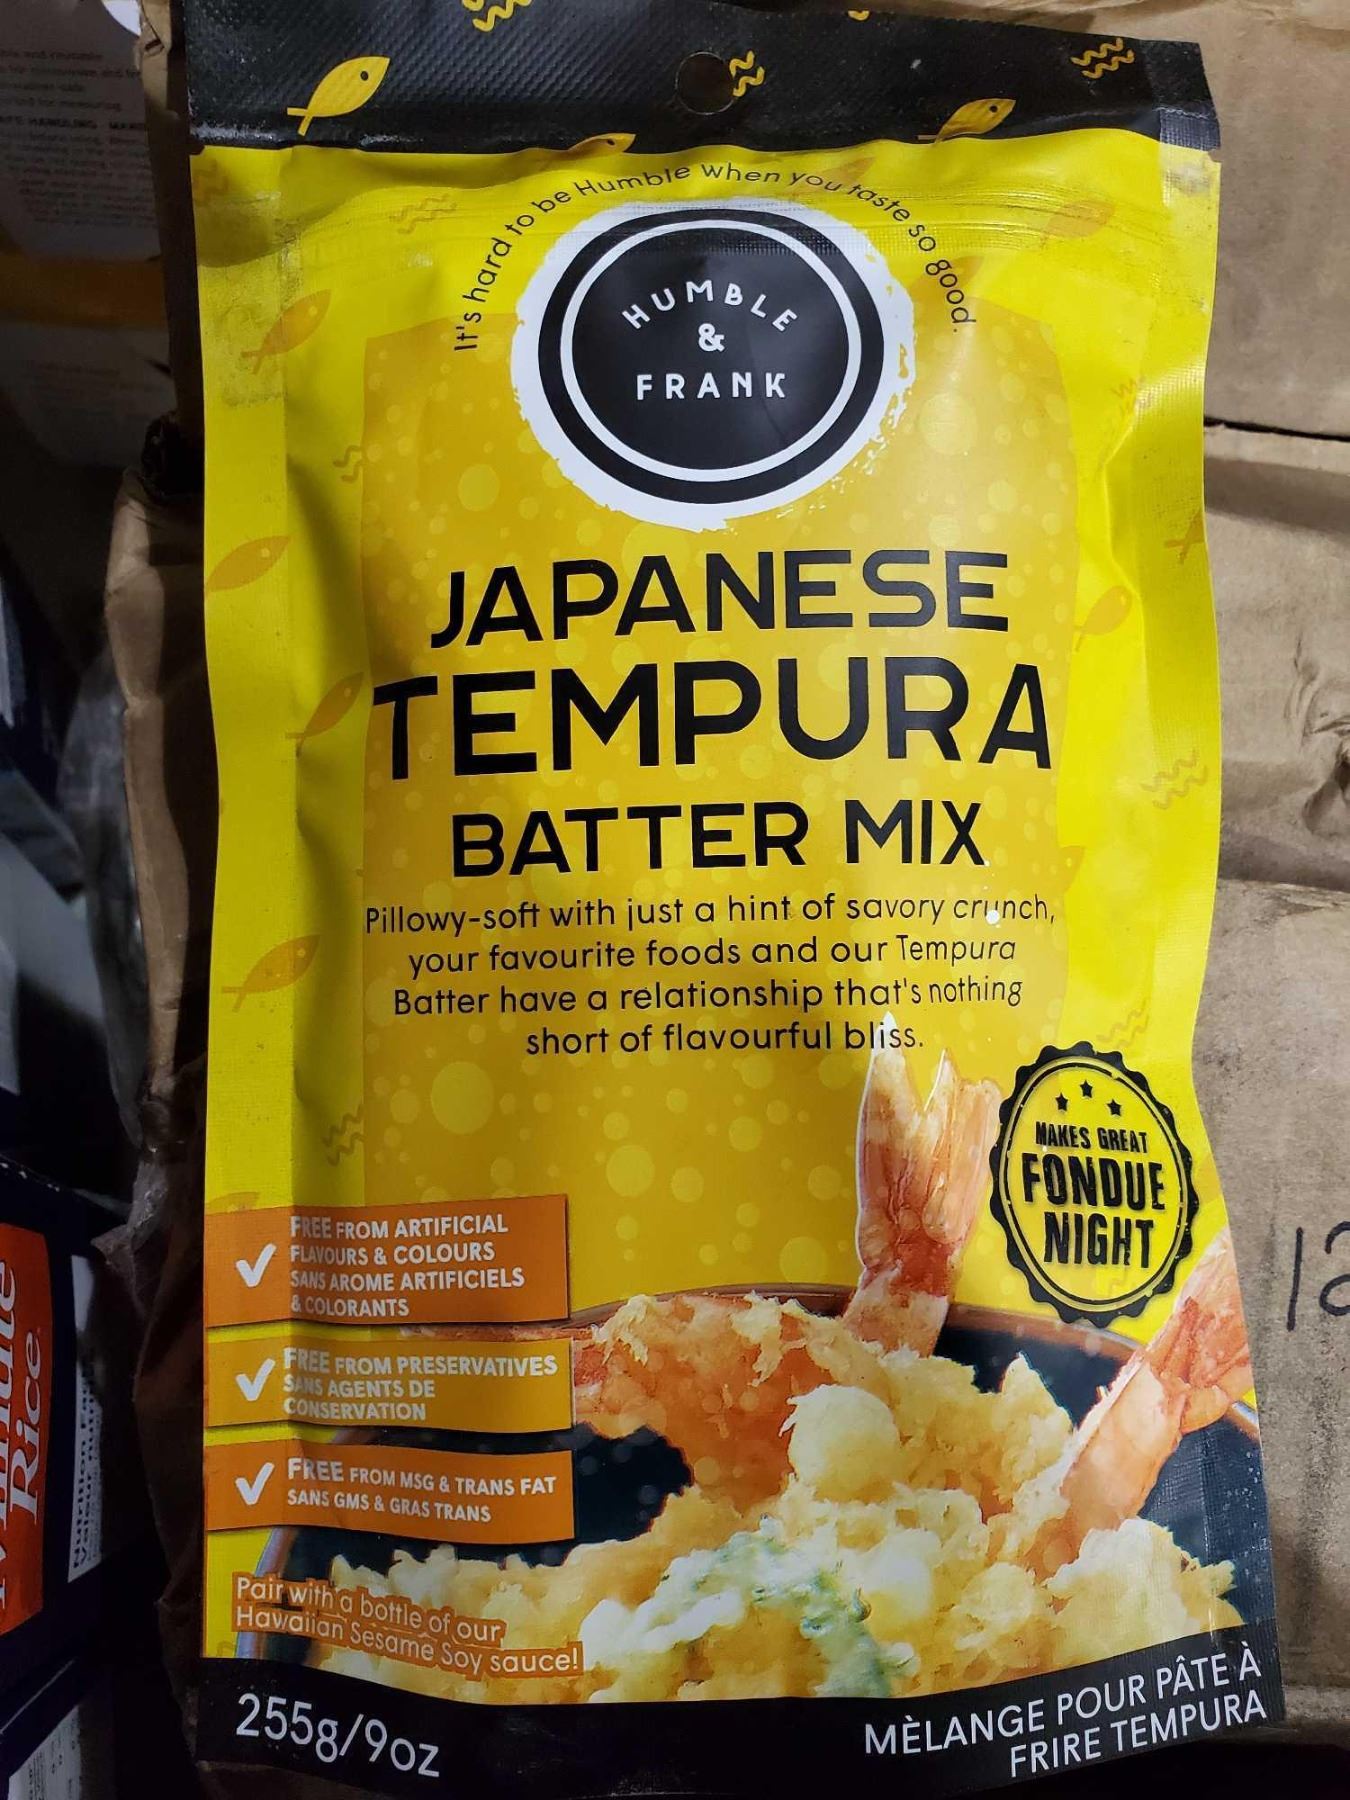 It's hard to be Humble when you taste so good.
HUMBLE
&
FRANK
JAPANESE
TEMPURA
BATTER MIX
Pillowy-soft with just a hint of savory crunch,
your favourite foods and our Tempura
Batter have a relationship that's nothing
short of flavourful bliss.
MAKES GREAT
FONDUE
NIGHT
FREE FROM ARTIFICIAL
FLAVOURS & COLOURS
SANS AROME ARTIFICIELS
& COLORANTS
FREE FROM PRESERVATIVES
SANS AGENTS DE
CONSERVATION
FREE FROM MSG & TRANS FAT
SANS GMS & GRAS TRANS
Pair with a bottle of our
Hawaiian Sesame Soy sauce!
255g/9oz
MÈLANGE POUR PÂTE À
FRIRE TEMPURA
Minute
Rice
12